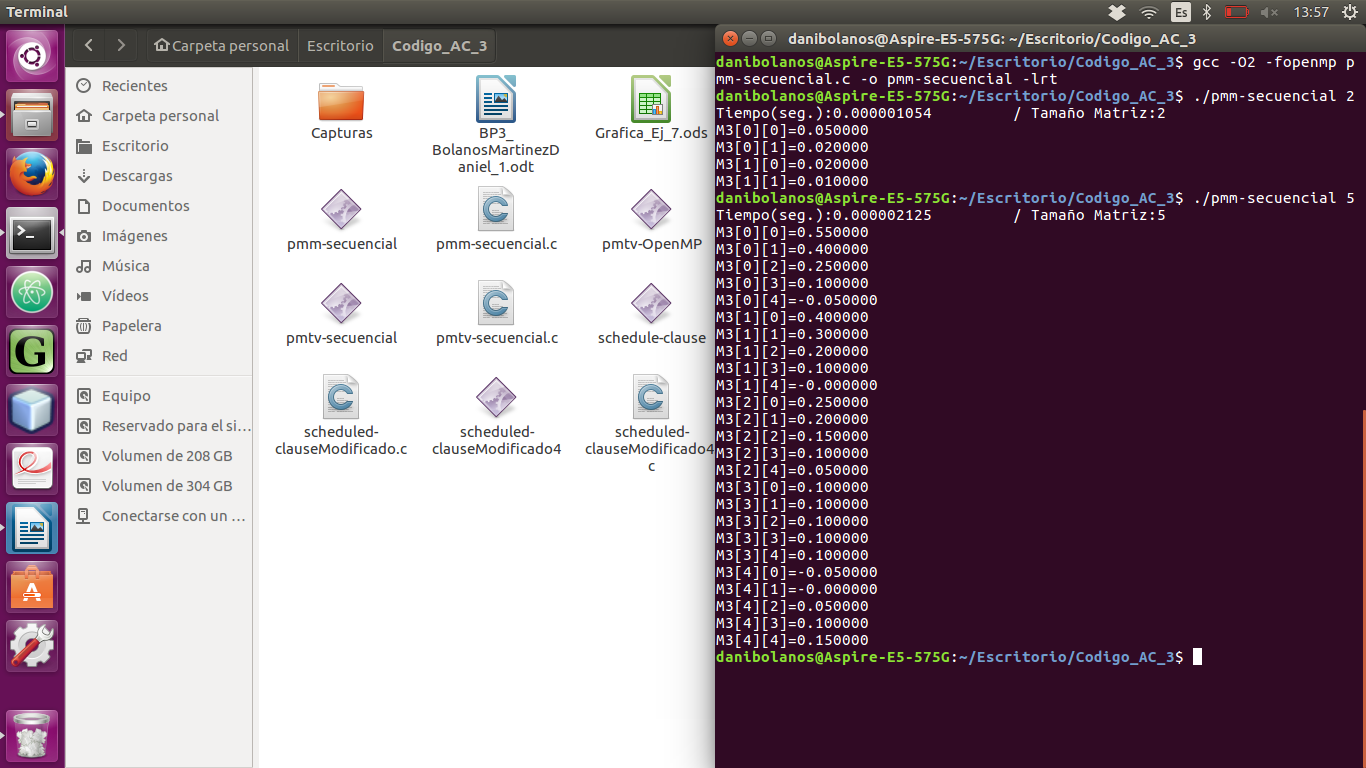 Terminal
Es
13:57
Carpeta personal
Escritorio
Codigo_AC_3
Recientes
Carpeta personal
Escritorio
Descargas
Documentos
Imágenes
Música
Vídeos
Papelera
Red
Equipo
Reservado para el si...
Volumen de 208 GB
Volumen de 304 GB
Conectarse con un ...
Capturas
BP3_
BolanosMartinezD
aniel_1.odt
Grafica_Ej_7.ods
pmm-secuencial
pmm-secuencial.c
pmtv-OpenMP
pmtv-secuencial
pmtv-secuencial.c
schedule-clause
scheduled-
clauseModificado.c
scheduled-
clauseModificado4
scheduled-
clauseModificado4
c
danibolanos@Aspire-E5-575G: ~/Escritorio/Codigo_AC_3
danibolanos@Aspire-E5-575G:~/Escritorio/Codigo_AC_3$ gcc -O2 -fopenmp p
mm-secuencial.c -o pmm-secuencial -lrt
danibolanos@Aspire-E5-575G:~/Escritorio/Codigo_AC_3$ ./pmm-secuencial 2
Tiempo(seg.):0.000001054 / Tamaño Matriz:2
M3[0][0]=0.050000
M3[0][1]=0.020000
M3[1][0]=0.020000
M3[1][1]=0.010000
danibolanos@Aspire-E5-575G:~/Escritorio/Codigo_AC_3$ ./pmm-secuencial 5
Tiempo(seg.):0.000002125 / Tamaño Matriz:5
M3[0][0]=0.550000
M3[0][1]=0.400000
M3[0][2]=0.250000
M3[0][3]=0.100000
M3[0][4]=-0.050000
M3[1][0]=0.400000
M3[1][1]=0.300000
M3[1][2]=0.200000
M3[1][3]=0.100000
M3[1][4]=-0.000000
M3[2][0]=0.250000
M3[2][1]=0.200000
M3[2][2]=0.150000
M3[2][3]=0.100000
M3[2][4]=0.050000
M3[3][0]=0.100000
M3[3][1]=0.100000
M3[3][2]=0.100000
M3[3][3]=0.100000
M3[3][4]=0.100000
M3[4][0]=-0.050000
M3[4][1]=-0.000000
M3[4][2]=0.050000
M3[4][3]=0.100000
M3[4][4]=0.150000
danibolanos@Aspire-E5-575G:~/Escritorio/Codigo_AC_3$